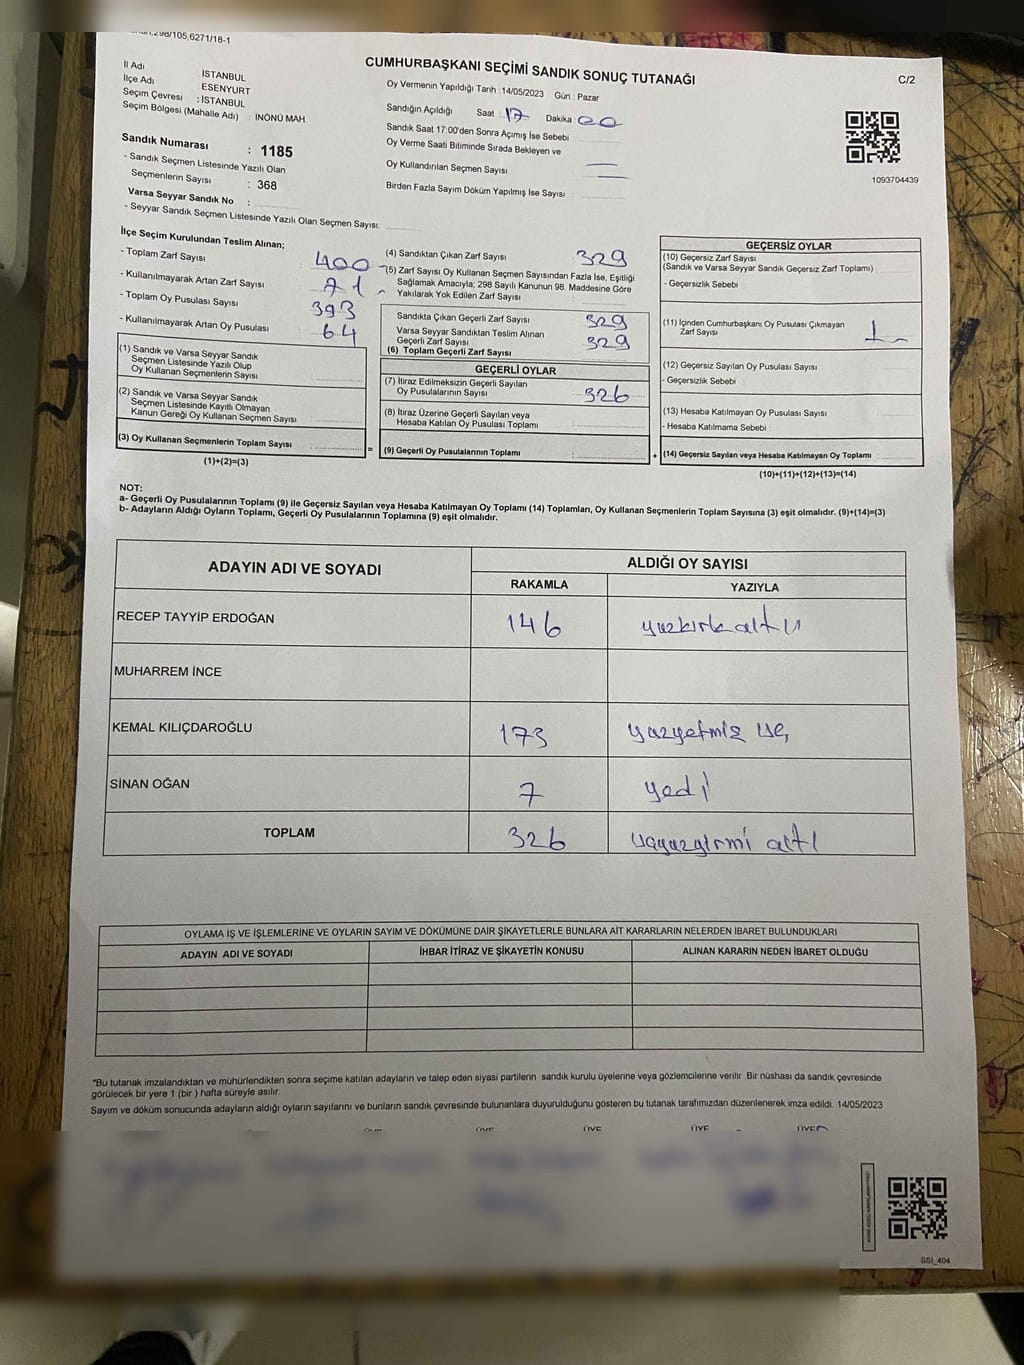 CUMHURBAŞKANI SEÇİMİ SANDIK SONUÇ TUTANAĞI
C/2
İl Adı : İSTANBUL
İlçe Adı : ESENYURT
Seçim Çevresi : İSTANBUL
Seçim Bölgesi (Mahalle Adı) : İNÖNÜ MAH.
Oy Vermenin Yapıldığı Tarih : 14/05/2023 Gün : Pazar
Sandığın Açıldığı Saat 17 Dakika : 00
Sandık Saat 17:00'den Sonra Açımış İse Sebebi
Oy Verme Saati Bitiminde Sırada Bekleyen ve
Oy Kullandırılan Seçmen Sayısı
Birden Fazla Sayım Döküm Yapılmış İse Sayısı
1093704439
Sandık Numarası : 1185
- Sandık Seçmen Listesinde Yazılı Olan
Seçmenlerin Sayısı : 368
Varsa Seyyar Sandık No :
- Seyyar Sandık Seçmen Listesinde Yazılı Olan Seçmen Sayısı:
İlçe Seçim Kurulundan Teslim Alınan;
- Toplam Zarf Sayısı 400
- Kullanılmayarak Artan Zarf Sayısı 71
- Toplam Oy Pusulası Sayısı 393
- Kullanılmayarak Artan Oy Pusulası 64
(1) Sandık ve Varsa Seyyar Sandık
Seçmen Listesinde Yazılı Olup
Oy Kullanan Seçmenlerin Sayısı
(2) Sandık ve Varsa Seyyar Sandık
Seçmen Listesinde Kayıtlı Olmayan
Kanun Gereği Oy Kullanan Seçmen Sayısı
(3) Oy Kullanan Seçmenlerin Toplam Sayısı
(1)+(2)=(3)
(4) Sandıktan Çıkan Zarf Sayısı 329
(5) Zarf Sayısı Oy Kullanan Seçmen Sayısından Fazla İse, Eşitliği
Sağlamak Amacıyla; 298 Sayılı Kanunun 98. Maddesine Göre
Yakılarak Yok Edilen Zarf Sayısı
Sandıkta Çıkan Geçerli Zarf Sayısı 329
Varsa Seyyar Sandıktan Teslim Alınan
Geçerli Zarf Sayısı 329
(6) Toplam Geçerli Zarf Sayısı
GEÇERLİ OYLAR
(7) İtiraz Edilmeksizin Geçerli Sayılan
Oy Pusulalarının Sayısı 326
(8) İtiraz Üzerine Geçerli Sayılan veya
Hesaba Katılan Oy Pusulası Toplamı
= (9) Geçerli Oy Pusulalarının Toplamı
GEÇERSİZ OYLAR
(10) Geçersiz Zarf Sayısı
(Sandık ve Varsa Seyyar Sandık Geçersiz Zarf Toplamı)
- Geçersizlik Sebebi
(11) İçinden Cumhurbaşkanı Oy Pusulası Çıkmayan
Zarf Sayısı
(12) Geçersiz Sayılan Oy Pusulası Sayısı
- Geçersizlik Sebebi
(13) Hesaba Katılmayan Oy Pusulası Sayısı
- Hesaba Katılmama Sebebi
+ (14) Geçersiz Sayılan veya Hesaba Katılmayan Oy Toplamı
(10)+(11)+(12)+(13)=(14)
NOT:
a- Geçerli Oy Pusulalarının Toplamı (9) ile Geçersiz Sayılan veya Hesaba Katılmayan Oy Toplamı (14) Toplamları, Oy Kullanan Seçmenlerin Toplam Sayısına (3) eşit olmalıdır. (9)+(14)=(3)
b- Adayların Aldığı Oyların Toplamı, Geçerli Oy Pusulalarının Toplamına (9) eşit olmalıdır.
ADAYIN ADI VE SOYADI
ALDIĞI OY SAYISI
RAKAMLA YAZIYLA
RECEP TAYYİP ERDOĞAN 146 yüzkırkaltı
MUHARREM İNCE
KEMAL KILIÇDAROĞLU 173 yüzyetmiş üç
SİNAN OĞAN 7 yedi
TOPLAM 326 üçyüzyirmi altı
OYLAMA İŞ VE İŞLEMLERİNE VE OYLARIN SAYIM VE DÖKÜMÜNE DAİR ŞİKAYETLERLE BUNLARA AİT KARARLARIN NELERDEN İBARET BULUNDUKLARI
ADAYIN ADI VE SOYADI İHBAR İTİRAZ VE ŞİKAYETİN KONUSU ALINAN KARARIN NEDEN İBARET OLDUĞU
*Bu tutanak imzalandıktan ve mühürlendikten sonra seçime katılan adayların ve talep eden siyasi partilerin sandık kurulu üyelerine veya gözlemcilerine verilir. Bir nüshası da sandık çevresinde
görülecek bir yere 1 (bir) hafta süreyle asılır.
Sayım ve döküm sonucunda adayların aldığı oyların sayılarını ve bunların sandık çevresinde bulunanlara duyurulduğunu gösteren bu tutanak tarafımızdan düzenlenerek imza edildi. 14/05/2023
ÜYE ÜYE ÜYE ÜYE ÜYE
SSİ_404